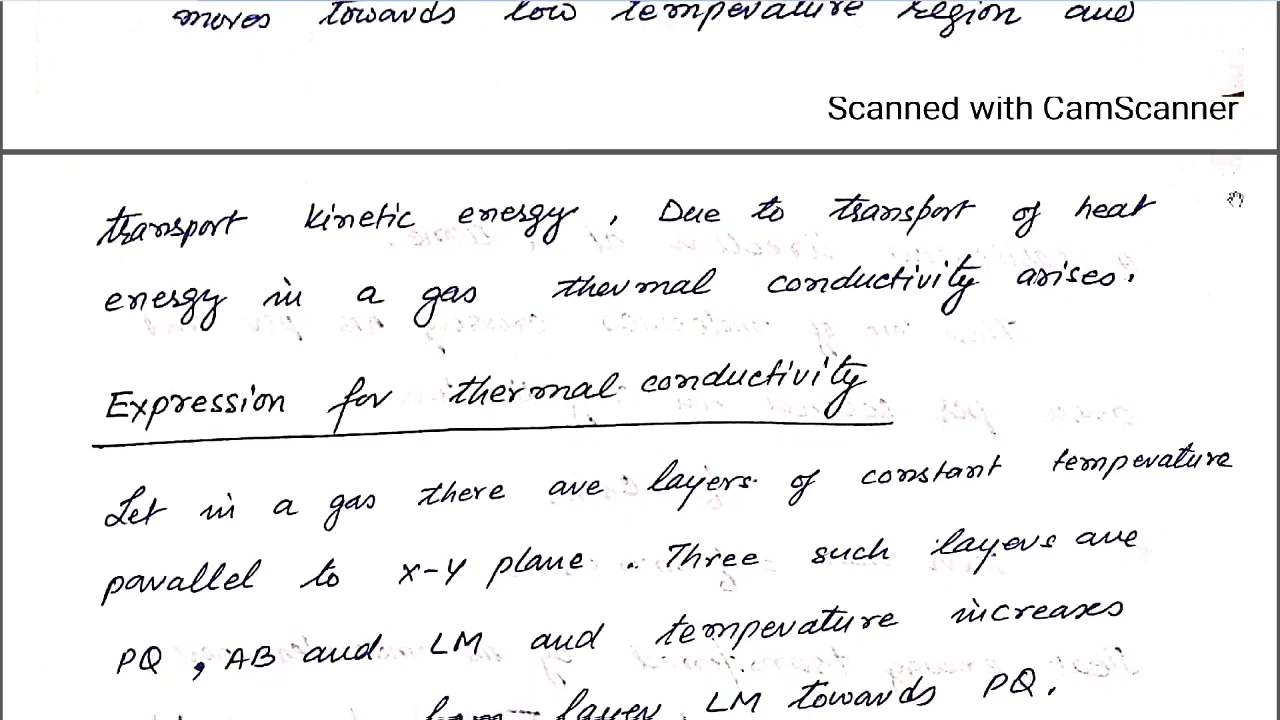 moves towards low temperature region and
Scanned with CamScanner
transport kinetic energy. Due to transport of heat
energy in a gas thermal conductivity arises.
Expression for thermal conductivity
Let in a gas there are layers of constant temperature
parallel to X-Y plane. Three such layers are
PQ, AB and LM and temperature increases
from layer LM towards PQ.